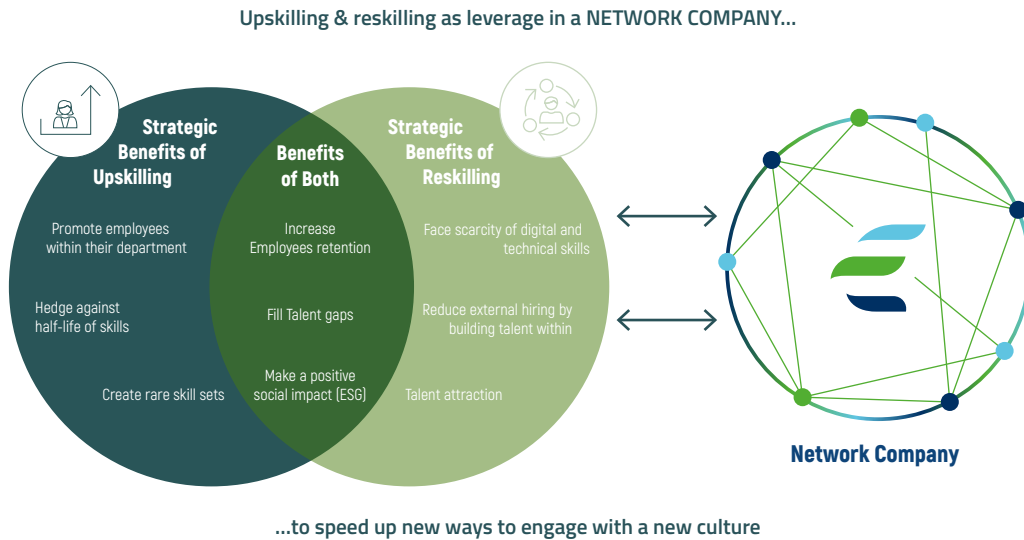 Upskilling & reskilling as leverage in a NETWORK COMPANY...
Strategic
Benefits of
Upskilling
Promote employees
within their department
Hedge against
half-life of skills
Create rare skill sets
Benefits
of Both
Increase
Employees retention
Fill Talent gaps
Make a positive
social impact (ESG)
Strategic
Benefits of
Reskilling
Face scarcity of digital and
technical skills
Reduce external hiring by
building talent within
Talent attraction
Network Company
...to speed up new ways to engage with a new culture